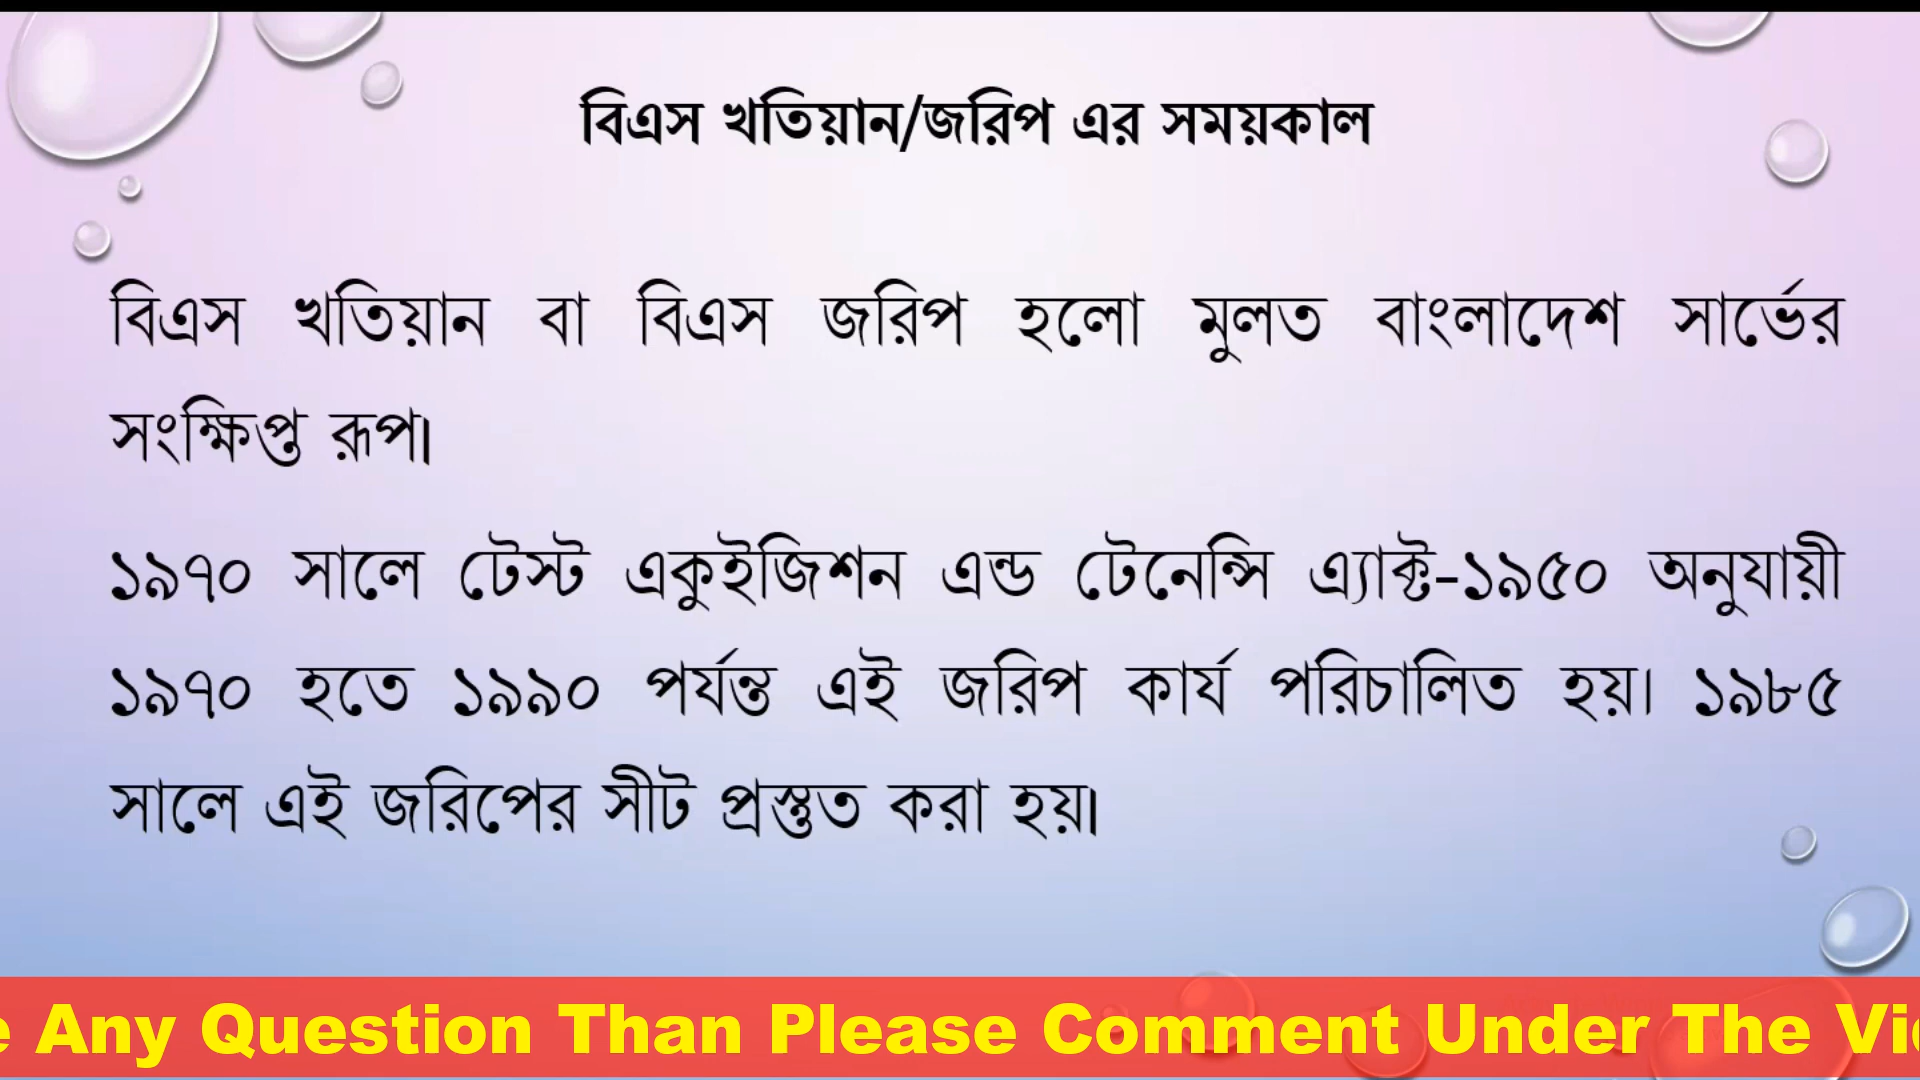 বিএস খতিয়ান/জরিপ এর সময়কাল
বিএস খতিয়ান বা বিএস জরিপ হলো মুলত বাংলাদেশ সার্ভের
সংক্ষিপ্ত রূপ।
১৯৭০ সালে টেস্ট একুইজিশন এন্ড টেনেন্সি এ্যাক্ট-১৯৫০ অনুযায়ী
১৯৭০ হতে ১৯৯০ পর্যন্ত এই জরিপ কার্য পরিচালিত হয়। ১৯৮৫
সালে এই জরিপের সীট প্রস্তুত করা হয়।
Any Question Than Please Comment Under The